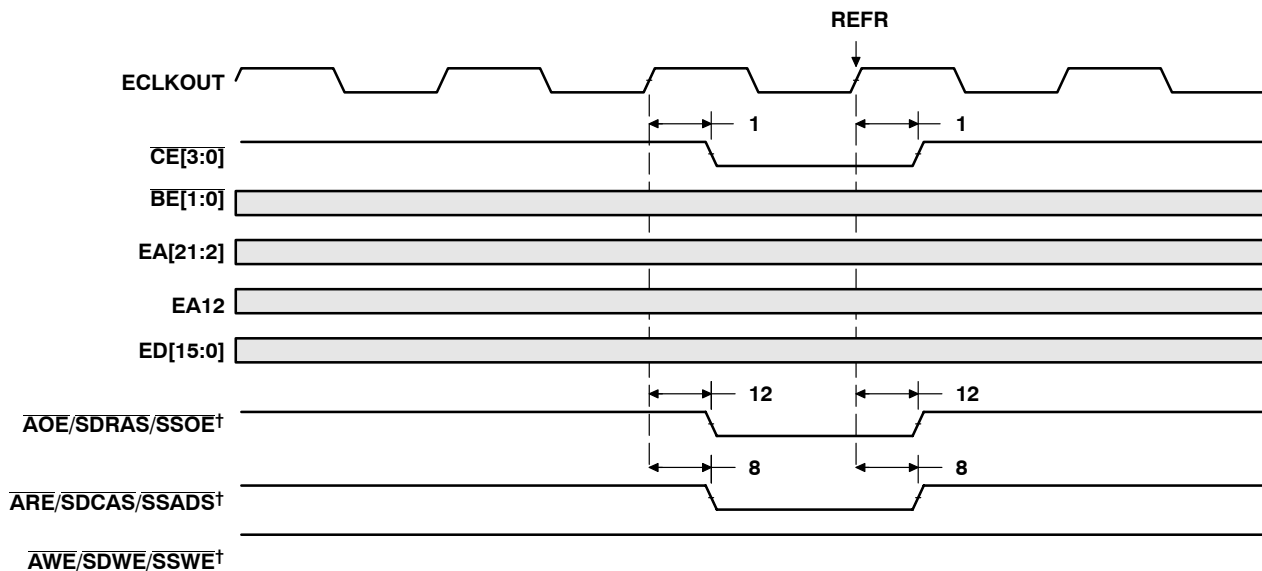 REFR
ECLKOUT
1 1
CE[3:0]
BE[1:0]
EA[21:2]
EA12
ED[15:0]
12 12
AOE/SDRAS/SSOE†
8 8
ARE/SDCAS/SSADS†
AWE/SDWE/SSWE†